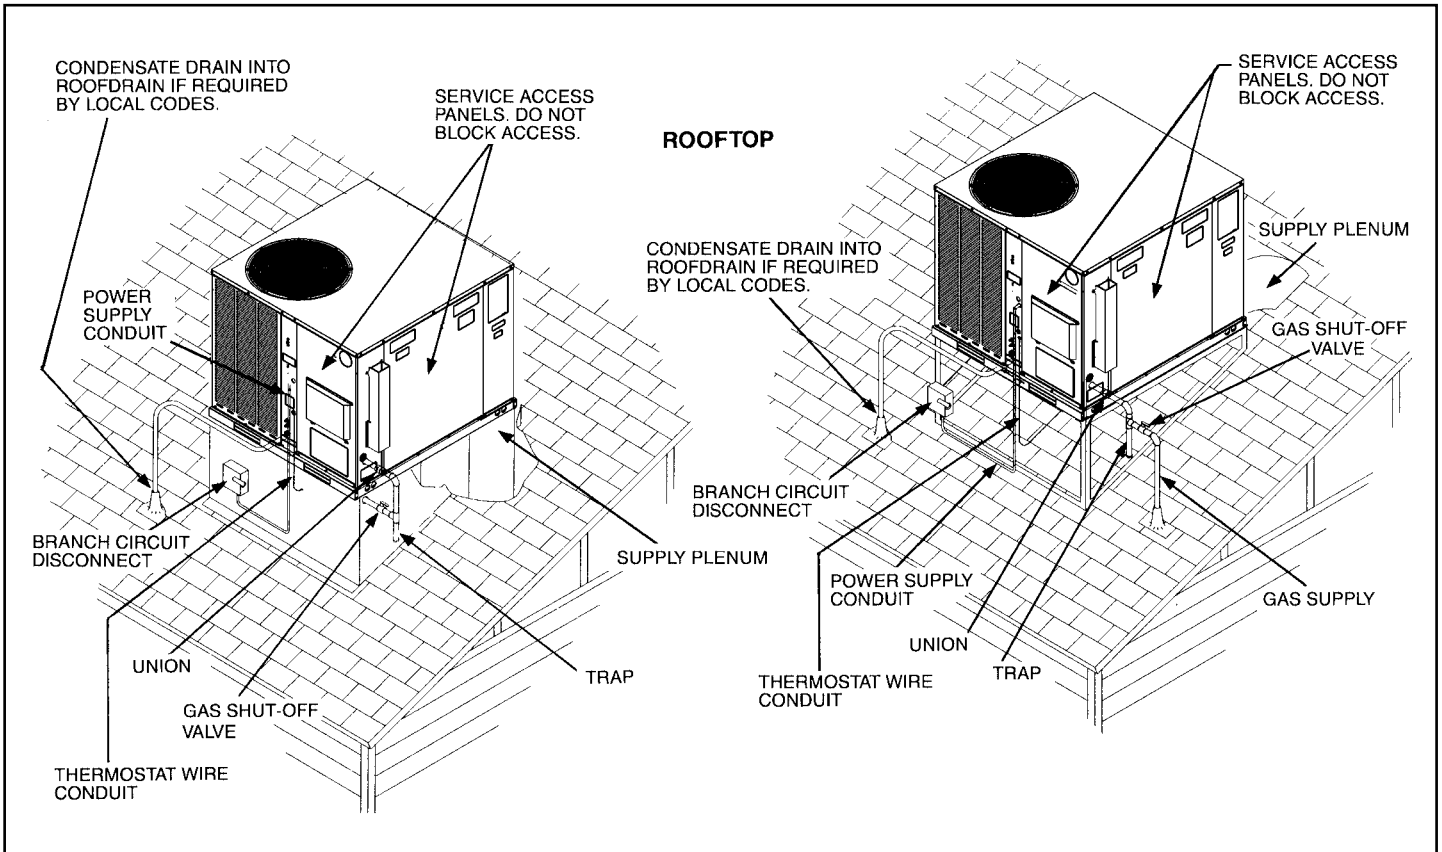 CONDENSATE DRAIN INTO
ROOFDRAIN IF REQUIRED
BY LOCAL CODES.
SERVICE ACCESS
PANELS. DO NOT
BLOCK ACCESS.
POWER
SUPPLY
CONDUIT
BRANCH CIRCUIT
DISCONNECT
SUPPLY PLENUM
UNION
TRAP
GAS SHUT-OFF
VALVE
THERMOSTAT WIRE
CONDUIT
ROOFTOP
SERVICE ACCESS
PANELS. DO NOT
BLOCK ACCESS.
SUPPLY PLENUM
CONDENSATE DRAIN INTO
ROOFDRAIN IF REQUIRED
BY LOCAL CODES.
GAS SHUT-OFF
VALVE
BRANCH CIRCUIT
DISCONNECT
POWER SUPPLY
CONDUIT
GAS SUPPLY
UNION
TRAP
THERMOSTAT WIRE
CONDUIT